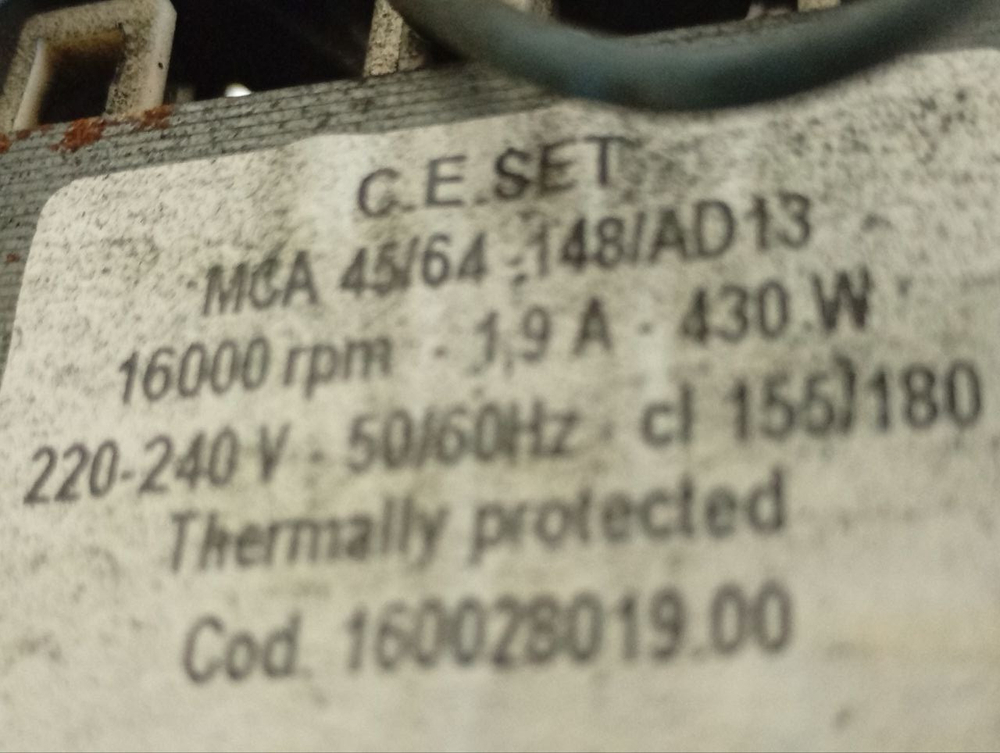 C.E.SET
MCA 45/64 - 148/AD13
16000 rpm - 1,9 A - 430 W
220-240 V - 50/60Hz cl 155/180
Thermally protected
Cod. 160028019.00